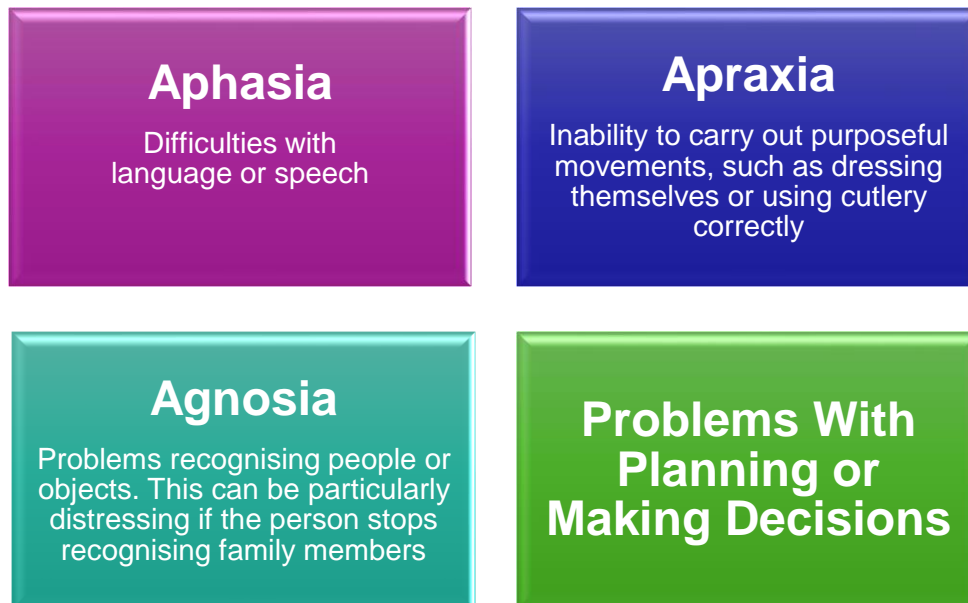 Aphasia
Difficulties with
language or speech
Apraxia
Inability to carry out purposeful
movements, such as dressing
themselves or using cutlery
correctly
Agnosia
Problems recognising people or
objects. This can be particularly
distressing if the person stops
recognising family members
Problems With
Planning or
Making Decisions